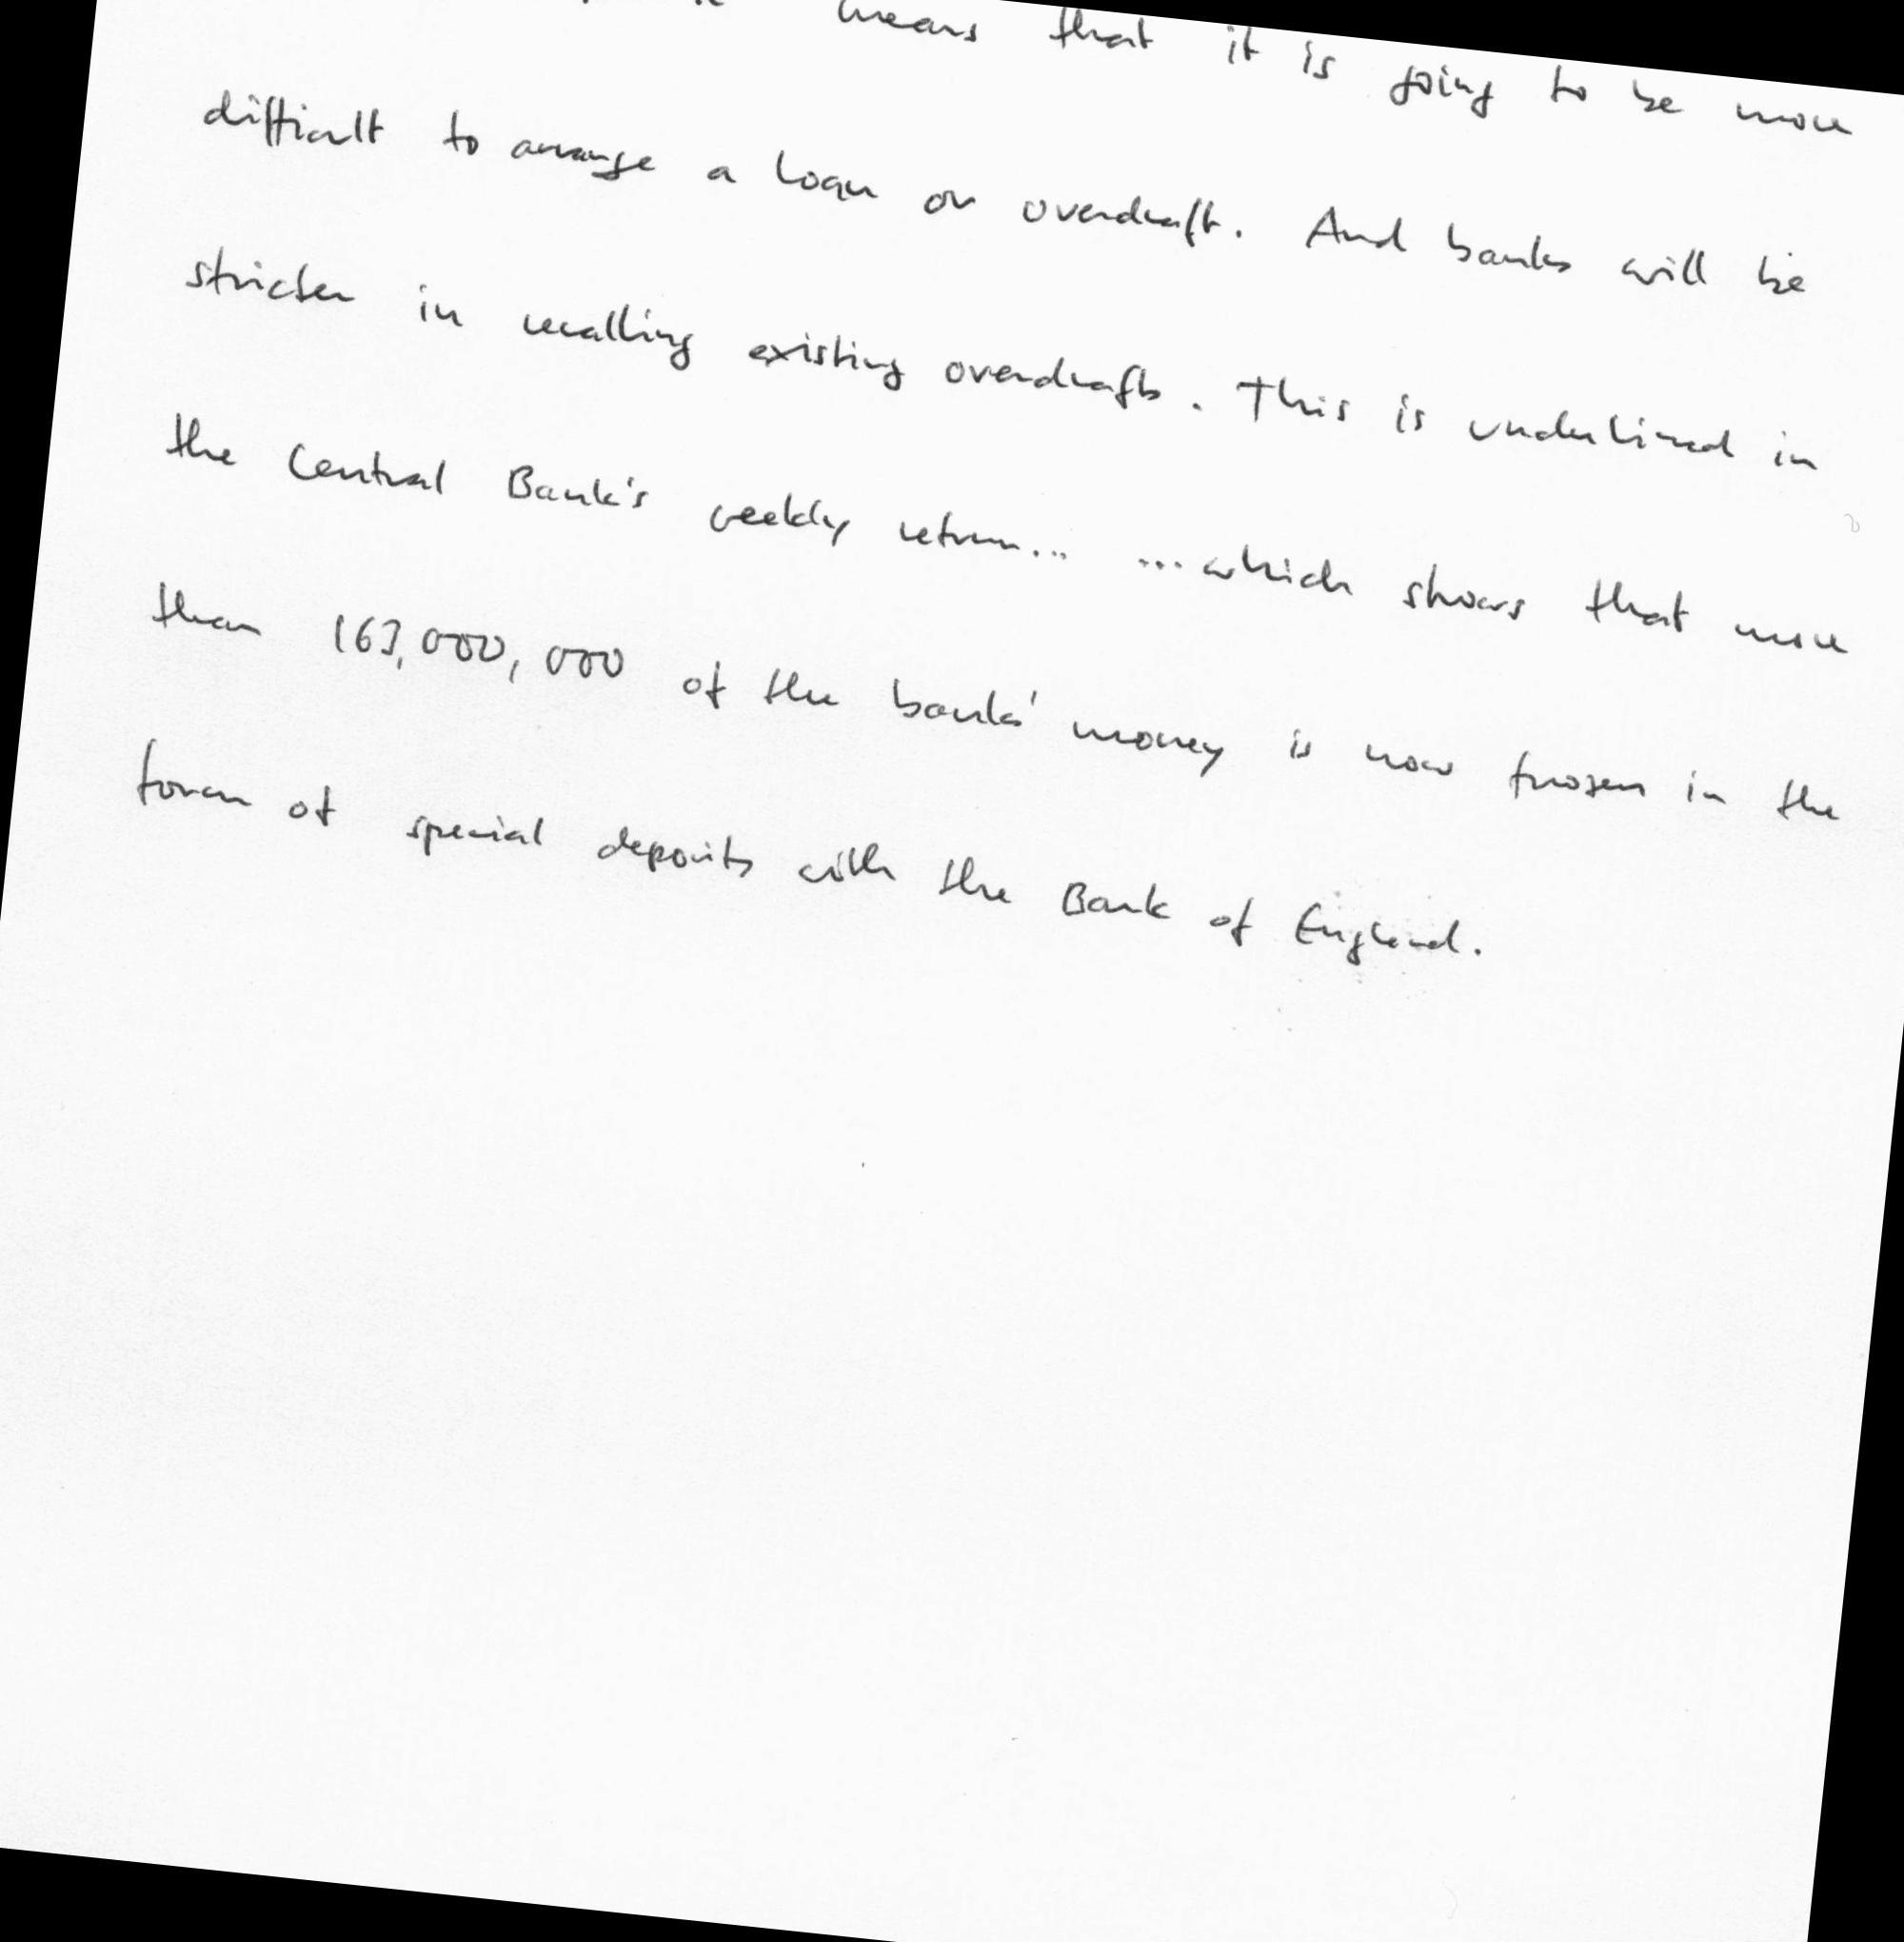 means that it is going to be more
difficult to arrange a loan or overdraft. And banks will be
stricter in recalling existing overdrafts. This is underlined in
the Central Bank's weekly return... ...which shows that more
than 163,000,000 of the banks' money is now frozen in the
form of special deposits with the Bank of England.